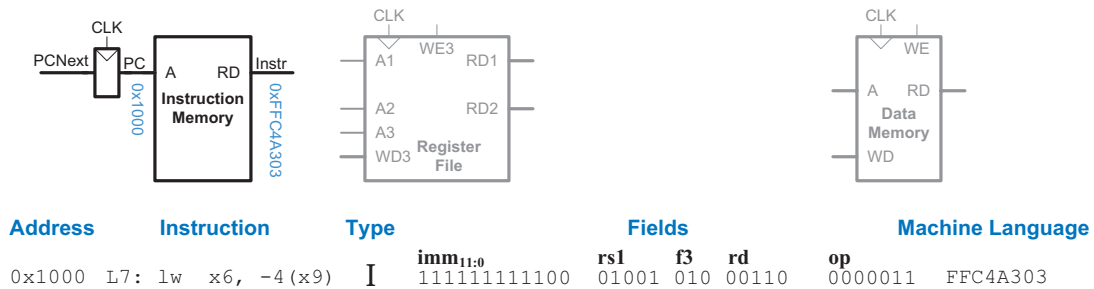 CLK
CLK
CLK
PCNext
PC
A
RD
Instr
Instruction
Memory
0x1000
0xFFC4A303
WE3
A1
RD1
A2
RD2
A3
WD3
Register
File
WE
A
RD
Data
Memory
WD
Address Instruction Type Fields Machine Language
imm11:0 rs1 f3 rd op
0x1000 L7: lw x6, -4(x9) I 111111111100 01001 010 00110 0000011 FFC4A303